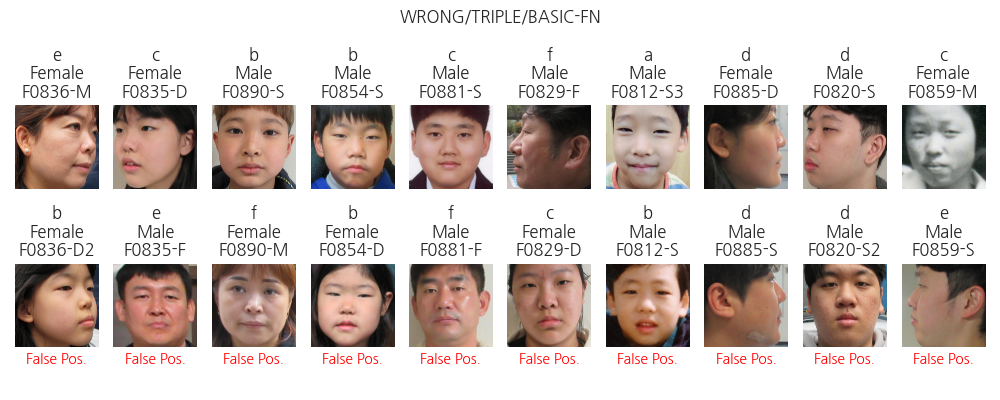 WRONG/TRIPLE/BASIC-FN
e c b b c f a d d c
Female Female Male Male Male Male Male Female Male Female
F0836-M F0835-D F0890-S F0854-S F0881-S F0829-F F0812-S3 F0885-D F0820-S F0859-M
b e f b f c b d d e
Female Male Female Female Male Female Male Male Male Male
F0836-D2 F0835-F F0890-M F0854-D F0881-F F0829-D F0812-S F0885-S F0820-S2 F0859-S
False Pos. False Pos. False Pos. False Pos. False Pos. False Pos. False Pos. False Pos. False Pos. False Pos.